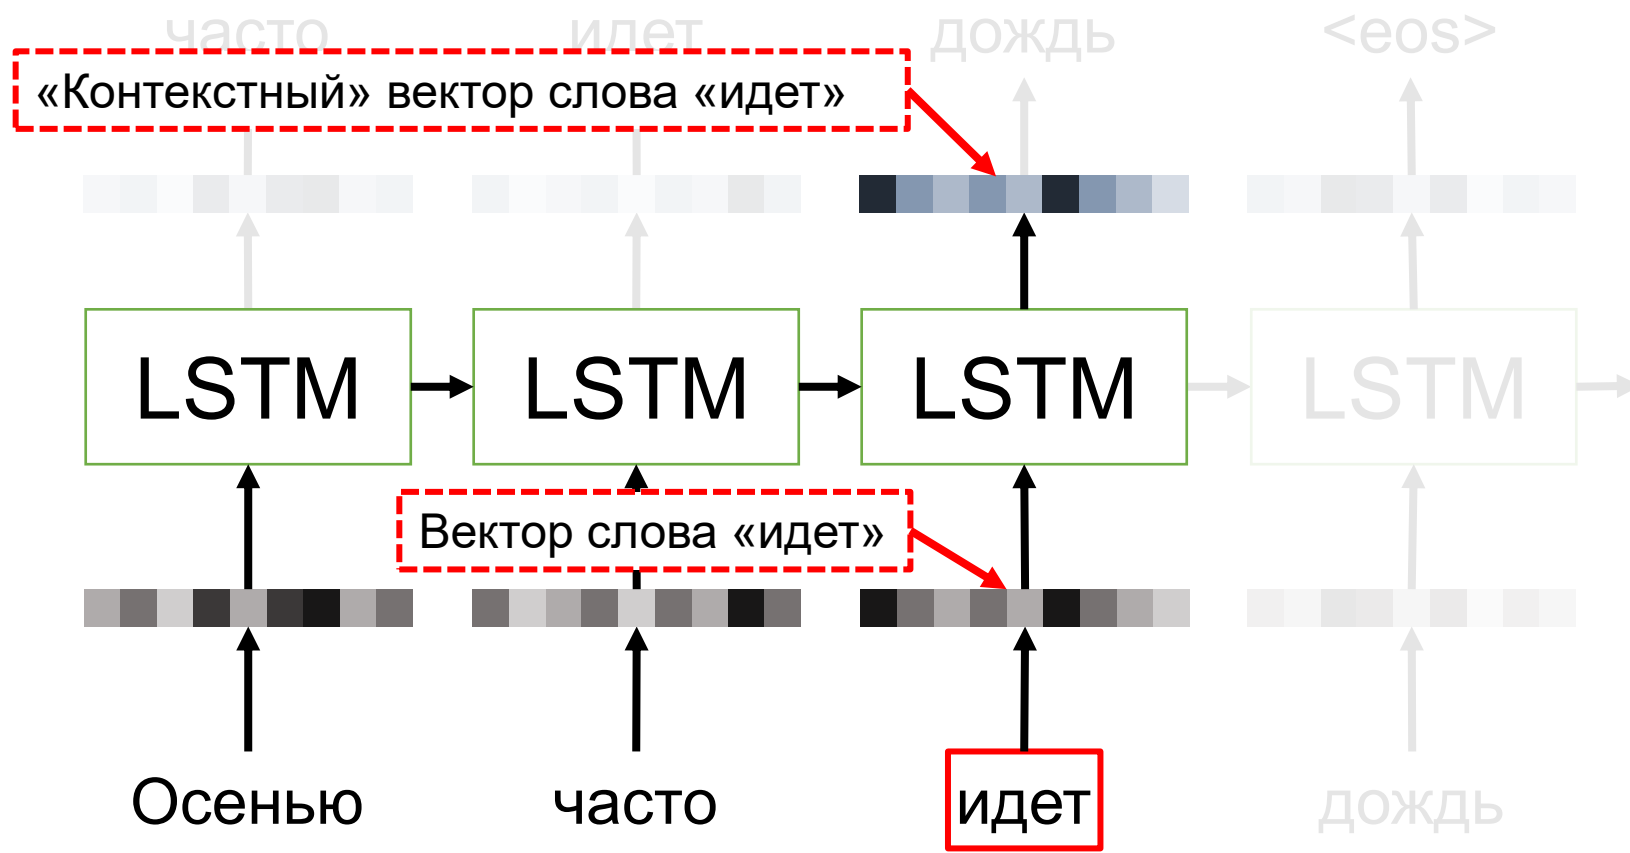 часто идет дождь <eos>
«Контекстный» вектор слова «идет»
LSTM LSTM LSTM LSTM
Вектор слова «идет»
Осенью часто идет дождь